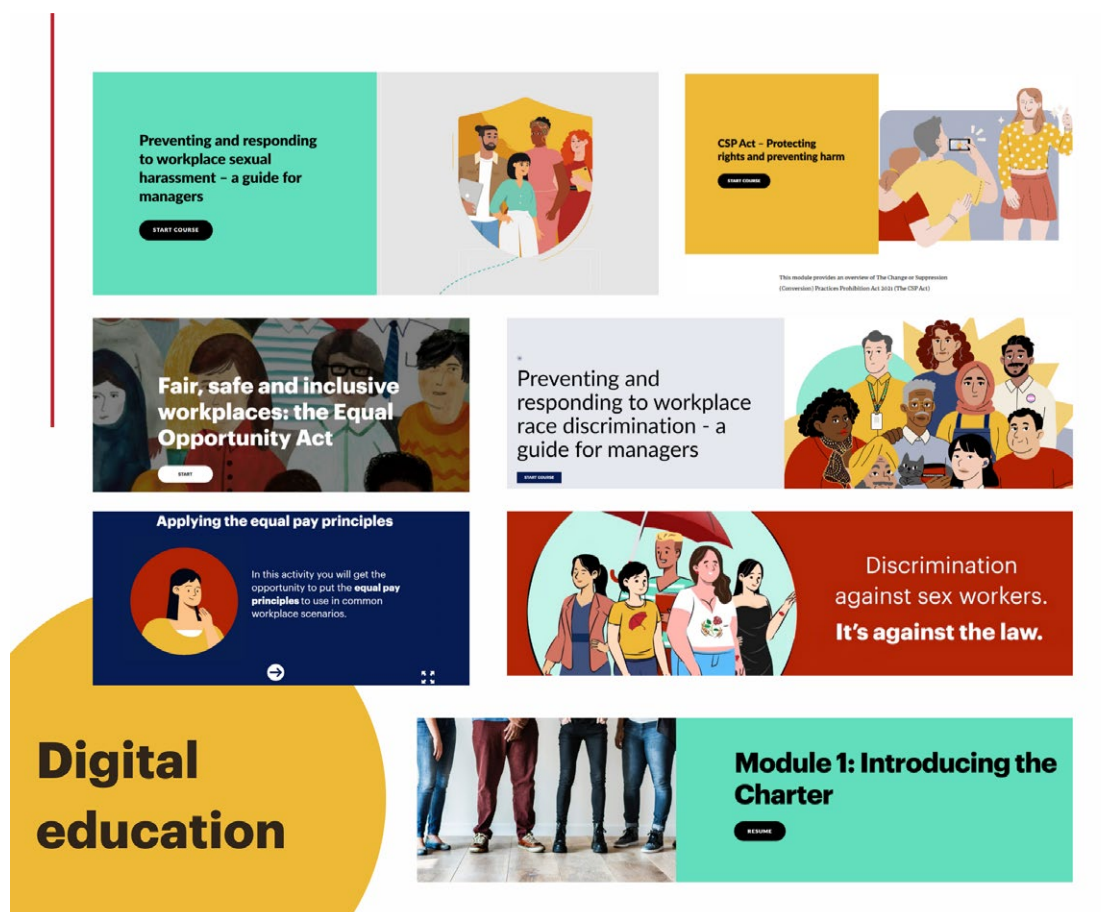 Preventing and responding
to workplace sexual
harassment – a guide for
managers
START COURSE
CSP Act – Protecting
rights and preventing harm
START COURSE
This module provides an overview of The Change or Suppression
(Conversion) Practices Prohibition Act 2021 (The CSP Act)
Fair, safe and inclusive
workplaces: the Equal
Opportunity Act
START
Preventing and
responding to workplace
race discrimination - a
guide for managers
START COURSE
Applying the equal pay principles
In this activity you will get the
opportunity to put the equal pay
principles to use in common
workplace scenarios.
Discrimination
against sex workers.
It's against the law.
Digital
education
Module 1: Introducing the
Charter
RESUME